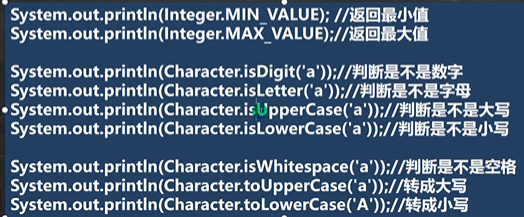 System.out.println(Integer.MIN_VALUE); //返回最小值
System.out.println(Integer.MAX_VALUE);//返回最大值
System.out.println(Character.isDigit('a'));//判断是不是数字
System.out.println(Character.isLetter('a'));//判断是不是字母
System.out.println(Character.isUpperCase('a'));//判断是不是大写
System.out.println(Character.isLowerCase('a'));//判断是不是小写
System.out.println(Character.isWhitespace('a'));//判断是不是空格
System.out.println(Character.toUpperCase('a'));//转成大写
System.out.println(Character.toLowerCase('A'));//转成小写